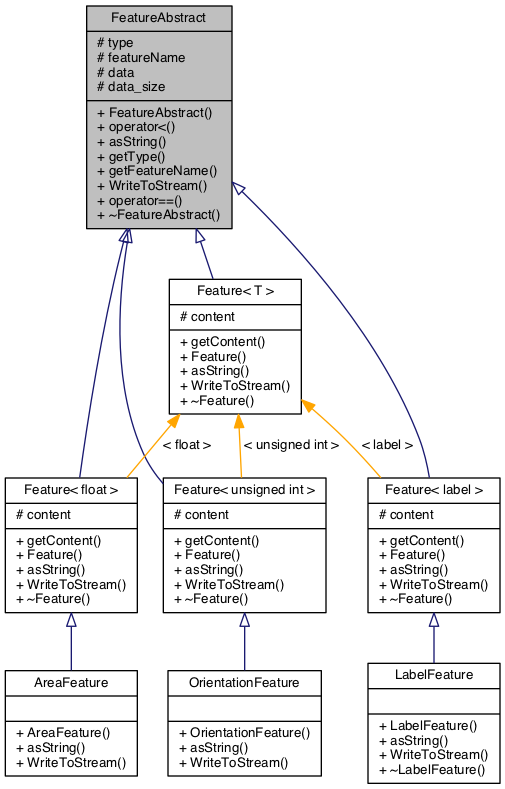 FeatureAbstract
# type
# featureName
# data
# data_size
+ FeatureAbstract()
+ operator<()
+ asString()
+ getType()
+ getFeatureName()
+ WriteToStream()
+ operator==()
+ ~FeatureAbstract()
Feature< T >
# content
+ getContent()
+ Feature()
+ asString()
+ WriteToStream()
+ ~Feature()
< float >
< unsigned int >
< label >
Feature< float >
# content
+ getContent()
+ Feature()
+ asString()
+ WriteToStream()
+ ~Feature()
Feature< unsigned int >
# content
+ getContent()
+ Feature()
+ asString()
+ WriteToStream()
+ ~Feature()
Feature< label >
# content
+ getContent()
+ Feature()
+ asString()
+ WriteToStream()
+ ~Feature()
AreaFeature
+ AreaFeature()
+ asString()
+ WriteToStream()
OrientationFeature
+ OrientationFeature()
+ asString()
+ WriteToStream()
LabelFeature
+ LabelFeature()
+ asString()
+ WriteToStream()
+ ~LabelFeature()